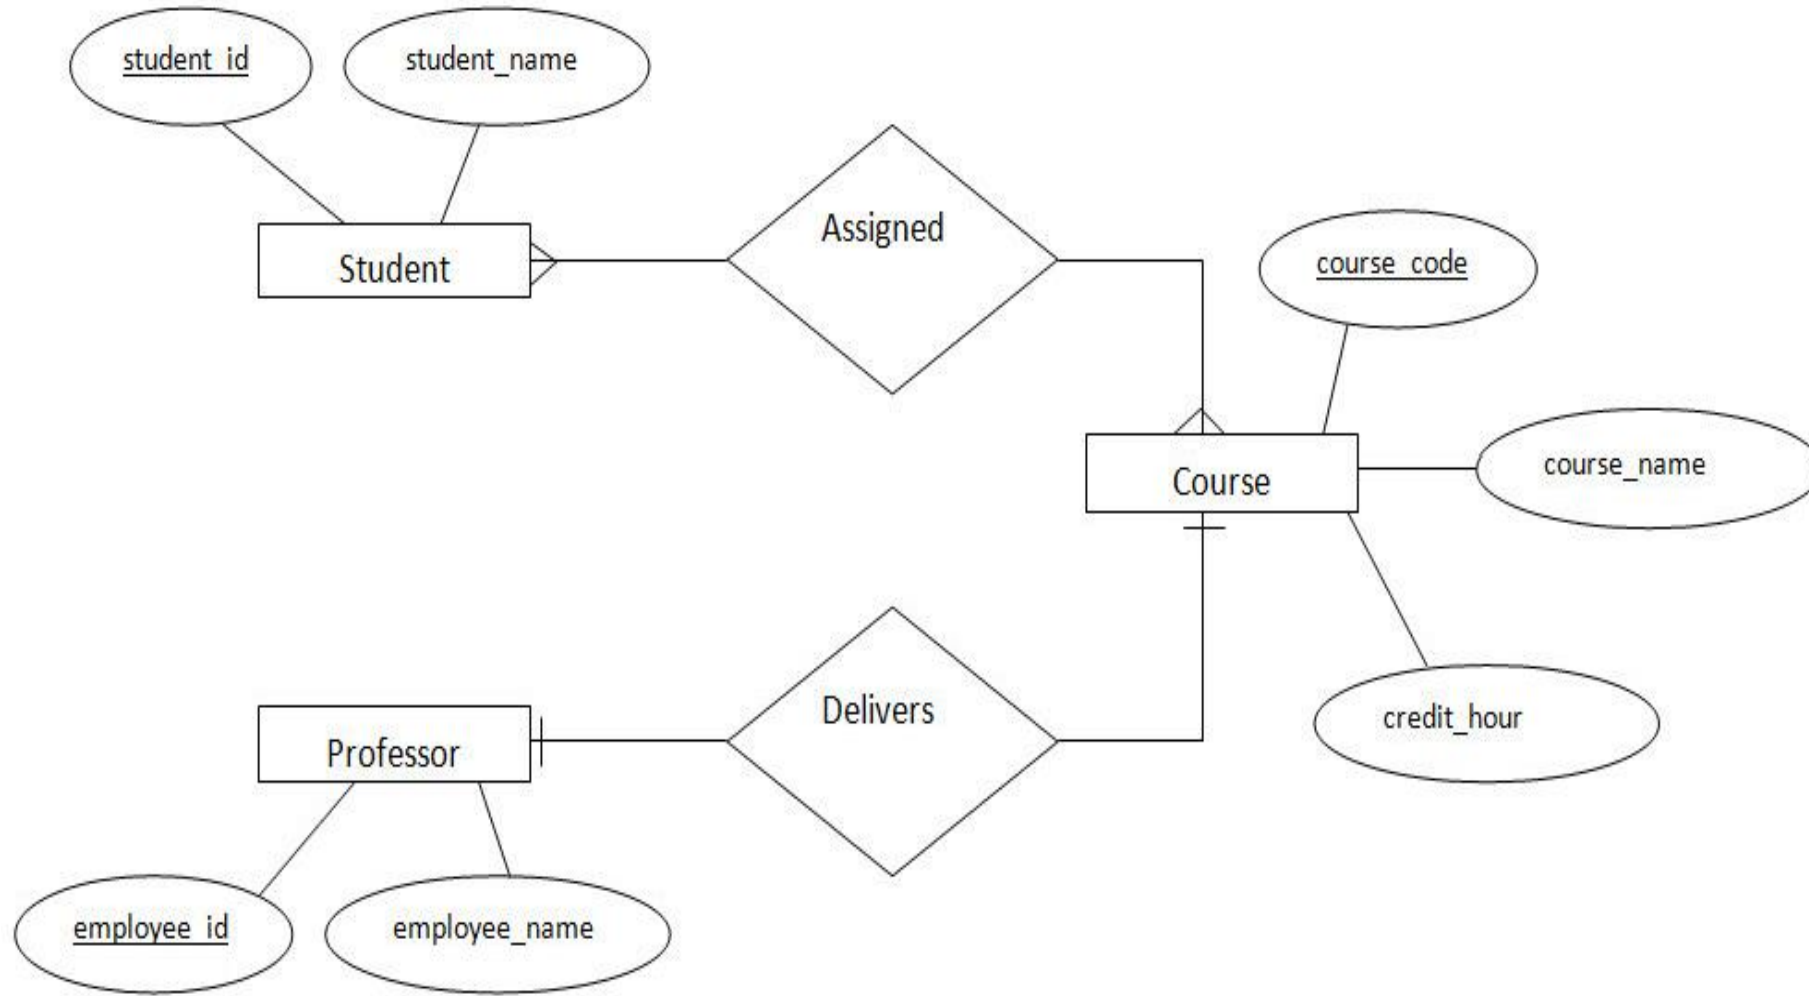 student_id
student_name
Assigned
Student
course_code
course_name
Course
credit_hour
Delivers
Professor
employee_id
employee_name